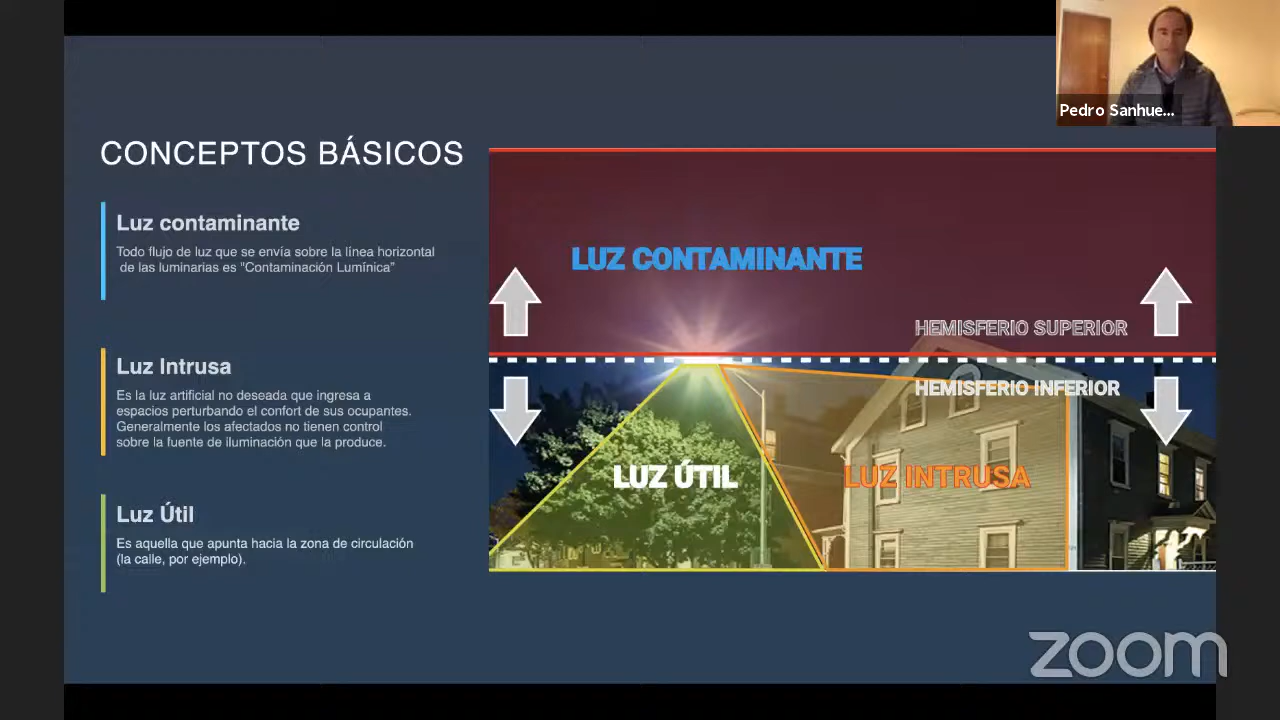 Pedro Sanhue...
CONCEPTOS BÁSICOS
Luz contaminante
Todo flujo de luz que se envía sobre la línea horizontal
de las luminarias es "Contaminación Lumínica"
Luz Intrusa
Es la luz artificial no deseada que ingresa a
espacios perturbando el confort de sus ocupantes.
Generalmente los afectados no tienen control
sobre la fuente de iluminación que la produce.
Luz Útil
Es aquella que apunta hacia la zona de circulación
(la calle, por ejemplo).
LUZ CONTAMINANTE
HEMISFERIO SUPERIOR
HEMISFERIO INFERIOR
LUZ ÚTIL
LUZ INTRUSA
zoom